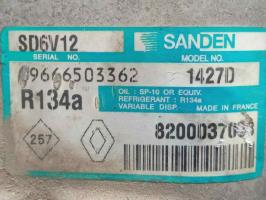 SD6V12 SANDEN
SERIAL NO. MODEL NO.
09666503362 1427D
R134a
OIL : SP-10 OR EQUIV.
REFRIGERANT : R134a
VARIABLE DISP. MADE IN FRANCE
257